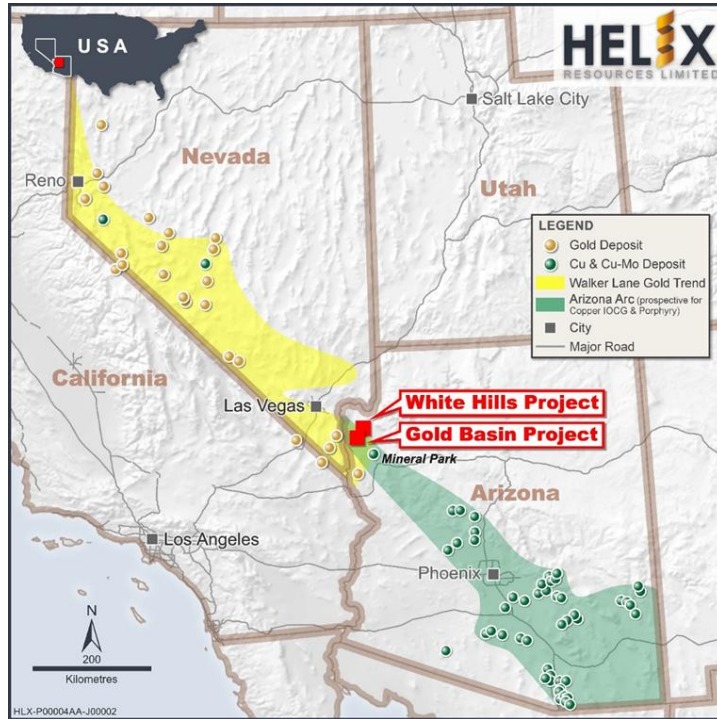 USA
HELIX
RESOURCES LIMITED
Salt Lake City
Nevada
Reno
Utah
LEGEND
Gold Deposit
Cu & Cu-Mo Deposit
Walker Lane Gold Trend
Arizona Arc (prospective for
Copper IOCG & Porphyry)
City
Major Road
California
Las Vegas
White Hills Project
Gold Basin Project
Mineral Park
Arizona
Los Angeles
Phoenix
N
200
Kilometres
HLX-P00004AA-J00002